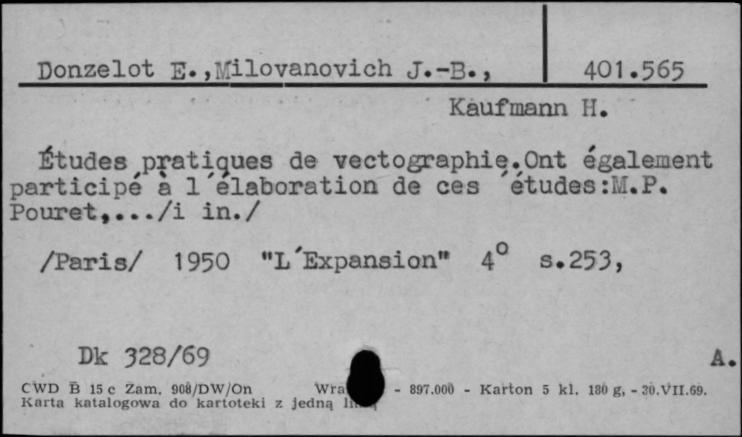 Donzelot E.,Milovanovich J.-B., 401.565
Kaufmann H.
Études pratiques de vectographie.Ont également
participé à l'élaboration de ces études:M.P.
Pouret,.../i in./
/Paris/ 1950 "L'Expansion" 4° s.253,
Dk 328/69 A.
CWD B 15 c Zam. 908/DW/On - 897.000 - Karton 5 kl. 180 g, - 30.VII.69.
Karta katalogowa do kartoteki z jedną